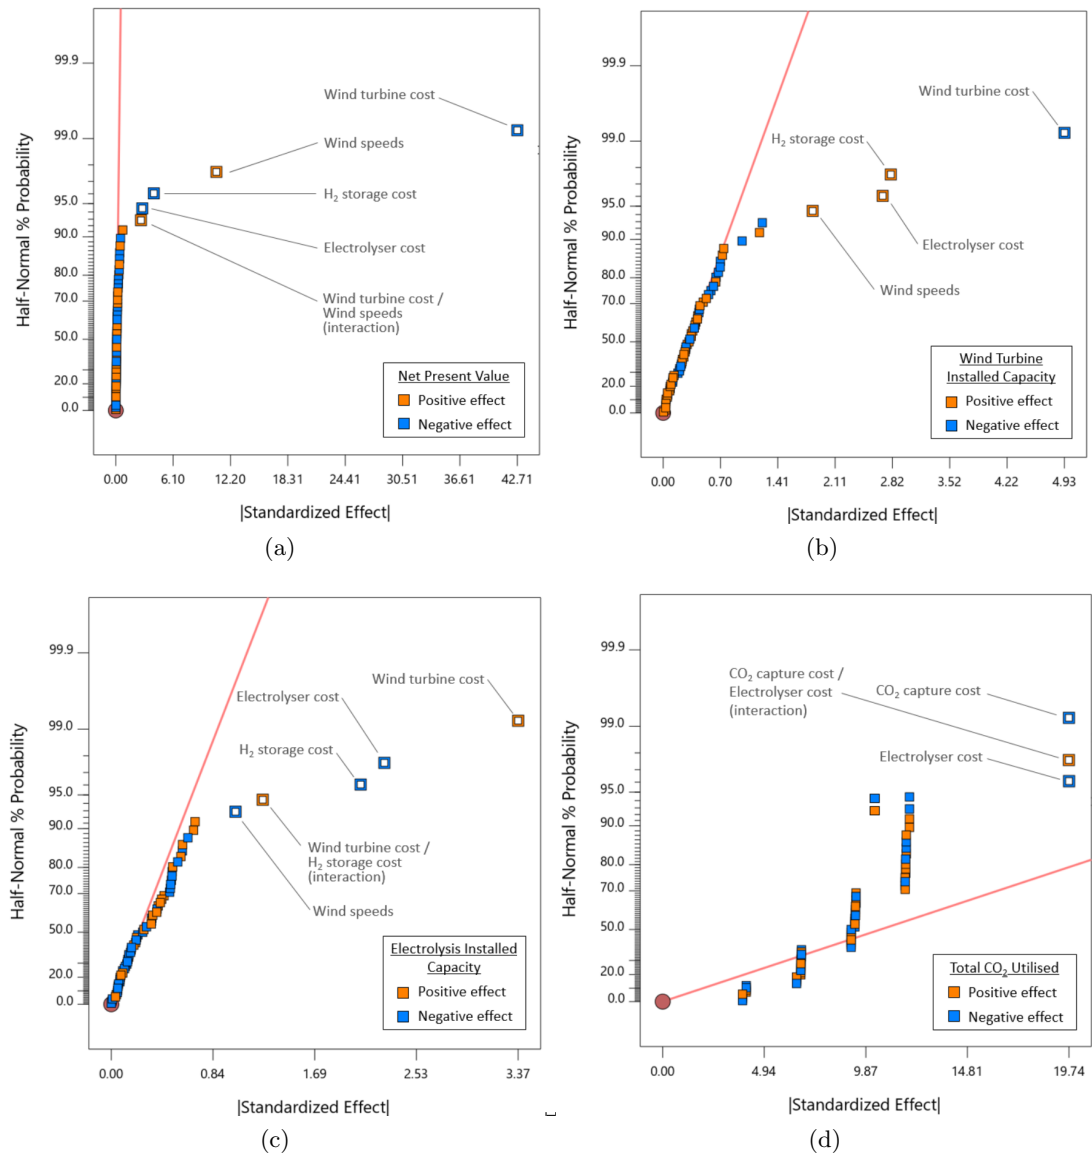 99.9
99.0
95.0
90.0
80.0
70.0
50.0
20.0
0.0
Half-Normal % Probability
Wind turbine cost
Wind speeds
H₂ storage cost
Electrolyser cost
Wind turbine cost /
Wind speeds
(interaction)
Net Present Value
Positive effect
Negative effect
0.00 6.10 12.20 18.31 24.41 30.51 36.61 42.71
|Standardized Effect|
(a)
99.9
99.0
95.0
90.0
80.0
70.0
50.0
20.0
0.0
Half-Normal % Probability
Wind turbine cost
H₂ storage cost
Electrolyser cost
Wind speeds
Wind Turbine
Installed Capacity
Positive effect
Negative effect
0.00 0.70 1.41 2.11 2.82 3.52 4.22 4.93
|Standardized Effect|
(b)
99.9
99.0
95.0
90.0
80.0
70.0
50.0
20.0
0.0
Half-Normal % Probability
Wind turbine cost
Electrolyser cost
H₂ storage cost
Wind turbine cost /
H₂ storage cost
(interaction)
Wind speeds
Electrolysis Installed
Capacity
Positive effect
Negative effect
0.00 0.84 1.69 2.53 3.37
|Standardized Effect|
(c)
99.9
99.0
95.0
90.0
80.0
70.0
50.0
20.0
0.0
Half-Normal % Probability
CO₂ capture cost /
Electrolyser cost
(interaction)
CO₂ capture cost
Electrolyser cost
Total CO₂ Utilised
Positive effect
Negative effect
0.00 4.94 9.87 14.81 19.74
|Standardized Effect|
(d)